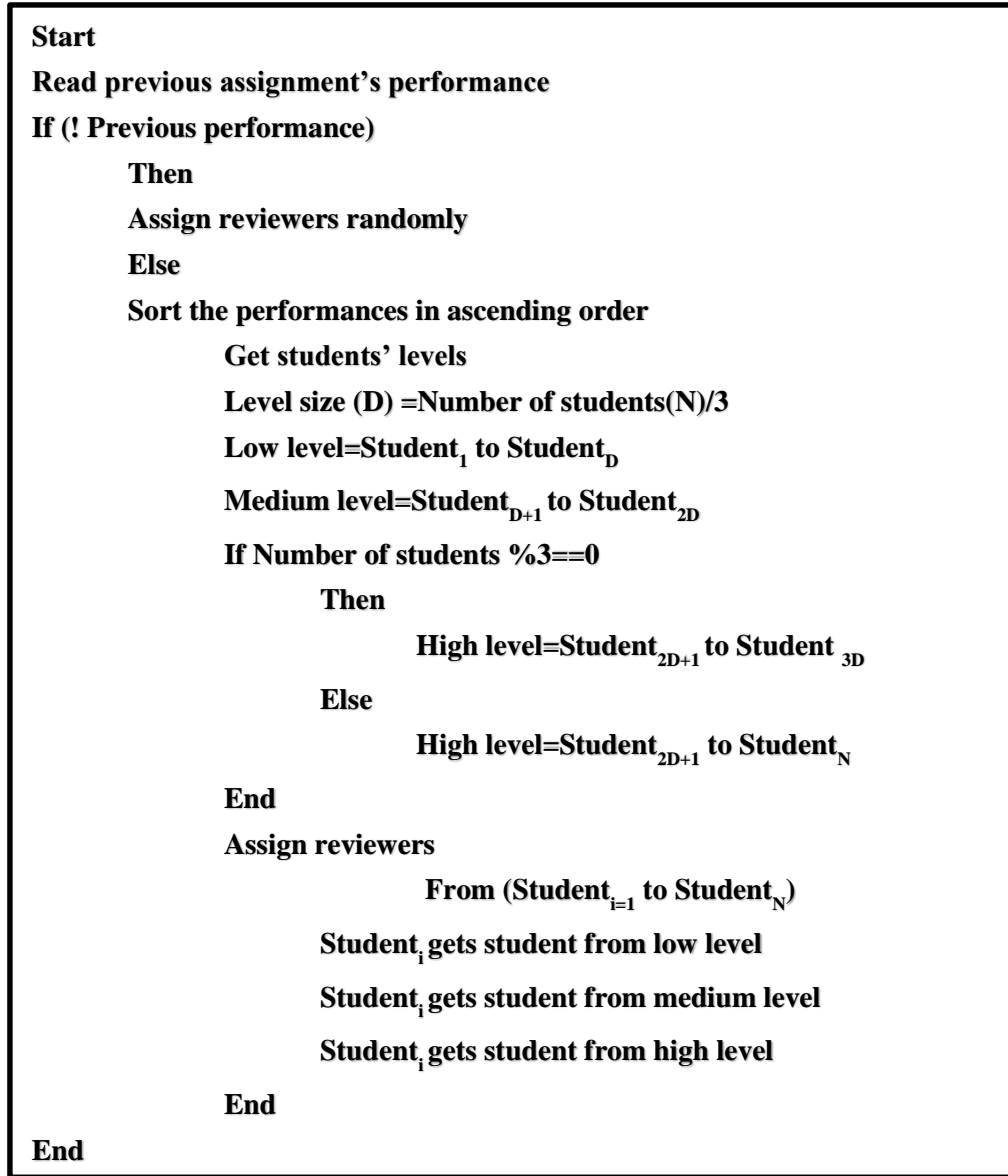 Start
Read previous assignment’s performance
If (! Previous performance)
Then
Assign reviewers randomly
Else
Sort the performances in ascending order
Get students’ levels
Level size (D) =Number of students(N)/3
Low level=Student1 to StudentD
Medium level=StudentD+1 to Student2D
If Number of students %3==0
Then
High level=Student2D+1 to Student 3D
Else
High level=Student2D+1 to StudentN
End
Assign reviewers
From (Studenti=1 to StudentN)
Studenti gets student from low level
Studenti gets student from medium level
Studenti gets student from high level
End
End